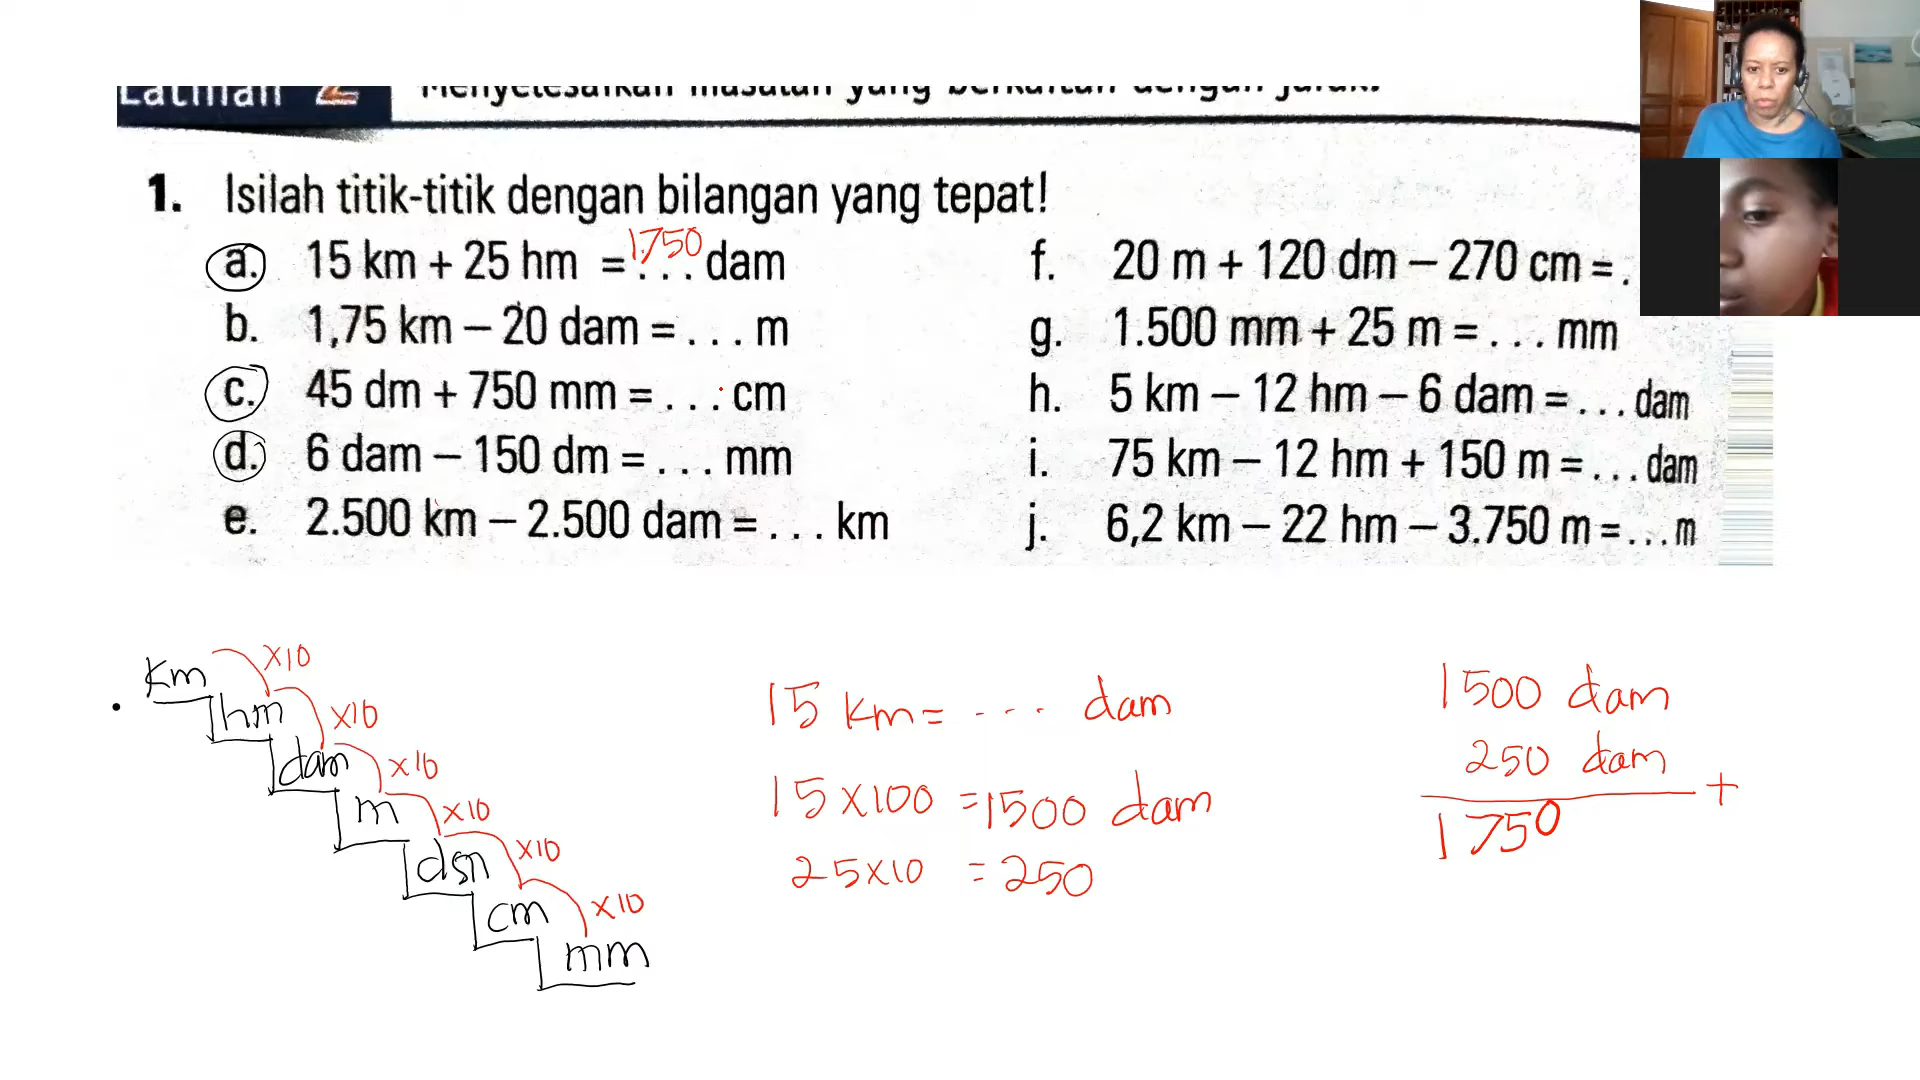 Latihan 2 Menyelesaikan masalah yang berkaitan dengan jarak.
1. Isilah titik-titik dengan bilangan yang tepat!
a. 15 km + 25 hm = 1750 ... dam
b. 1,75 km – 20 dam = . . . m
c. 45 dm + 750 mm = . . . cm
d. 6 dam – 150 dm = . . . mm
e. 2.500 km – 2.500 dam = . . . km
f. 20 m + 120 dm – 270 cm = .
g. 1.500 mm + 25 m = . . . mm
h. 5 km – 12 hm – 6 dam = . . . dam
i. 75 km – 12 hm + 150 m = . . . dam
j. 6,2 km – 22 hm – 3.750 m = . . . m
km x10
hm x10
dam x10
m x10
dm x10
cm x10
mm
15 km = ... dam
15 x 100 = 1500 dam
25 x 10 = 250
1500 dam
250 dam +
1750